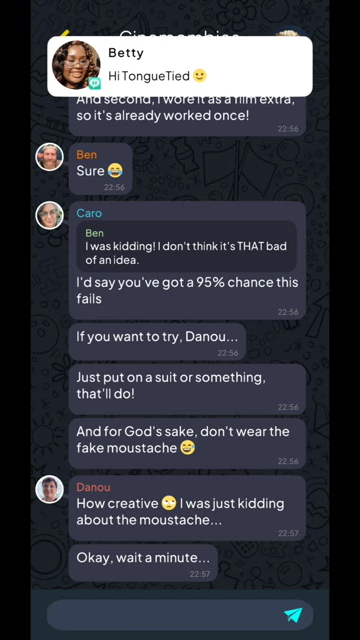 Betty
Hi TongueTied 😉
And second, I wore it as a film extra,
so it's already worked once!
22:56
Ben
Sure 😂
22:56
Caro
Ben
I was kidding! I don't think it's THAT bad
of an idea.
I'd say you've got a 95% chance this
fails
22:56
If you want to try, Danou...
22:56
Just put on a suit or something,
that'll do!
22:56
And for God's sake, don't wear the
fake moustache 😄
22:56
Danou
How creative 🙄 I was just kidding
about the moustache...
22:57
Okay, wait a minute...
22:57